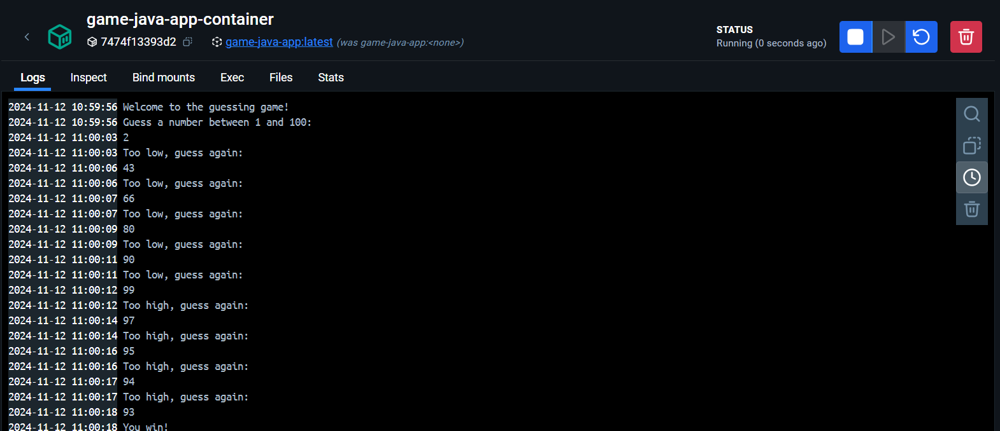 game-java-app-container
7474f13393d2 game-java-app:latest (was game-java-app:<none>)
STATUS
Running (0 seconds ago)
Logs Inspect Bind mounts Exec Files Stats
2024-11-12 10:59:56 Welcome to the guessing game!
2024-11-12 10:59:56 Guess a number between 1 and 100:
2024-11-12 11:00:03 2
2024-11-12 11:00:03 Too low, guess again:
2024-11-12 11:00:06 43
2024-11-12 11:00:06 Too low, guess again:
2024-11-12 11:00:07 66
2024-11-12 11:00:07 Too low, guess again:
2024-11-12 11:00:09 80
2024-11-12 11:00:09 Too low, guess again:
2024-11-12 11:00:11 90
2024-11-12 11:00:11 Too low, guess again:
2024-11-12 11:00:12 99
2024-11-12 11:00:12 Too high, guess again:
2024-11-12 11:00:14 97
2024-11-12 11:00:14 Too high, guess again:
2024-11-12 11:00:16 95
2024-11-12 11:00:16 Too high, guess again:
2024-11-12 11:00:17 94
2024-11-12 11:00:17 Too high, guess again:
2024-11-12 11:00:18 93
2024-11-12 11:00:18 You win!